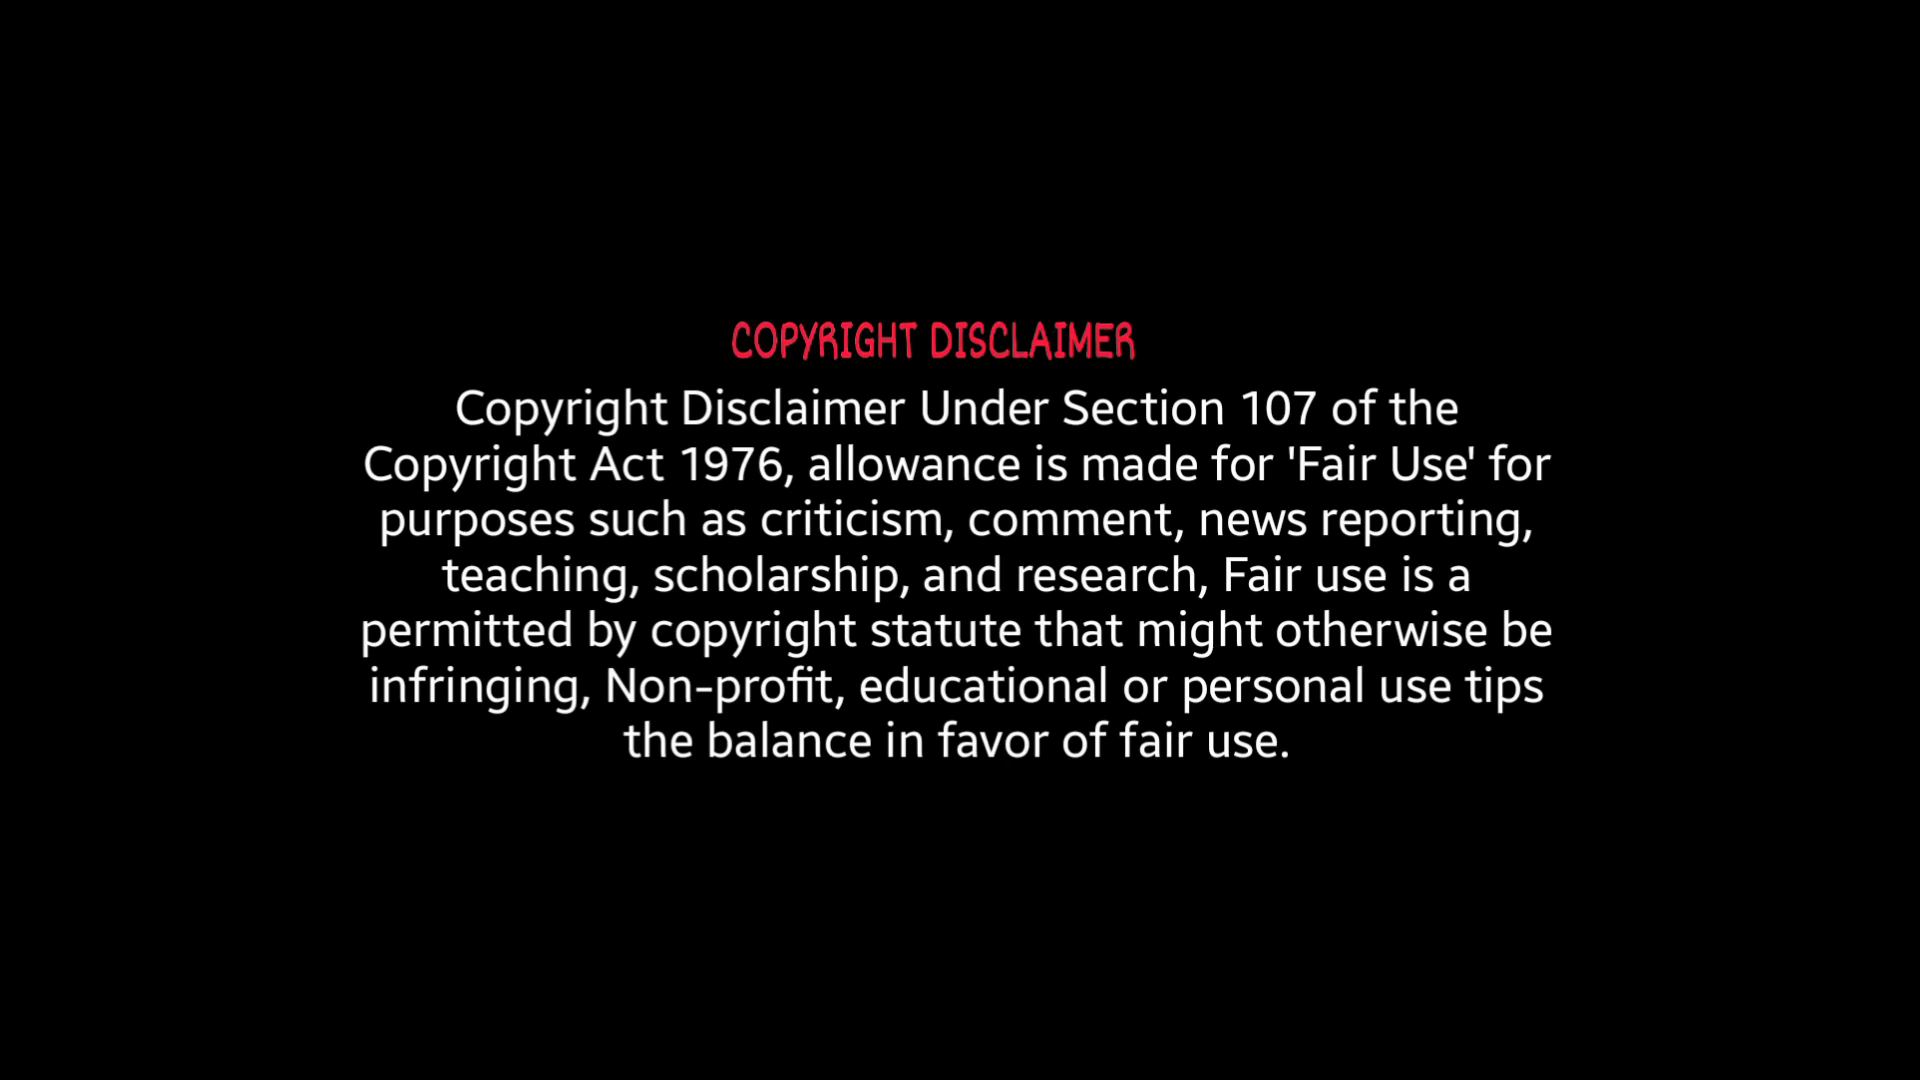 COPYRIGHT DISCLAIMER
Copyright Disclaimer Under Section 107 of the
Copyright Act 1976, allowance is made for 'Fair Use' for
purposes such as criticism, comment, news reporting,
teaching, scholarship, and research, Fair use is a
permitted by copyright statute that might otherwise be
infringing, Non-profit, educational or personal use tips
the balance in favor of fair use.